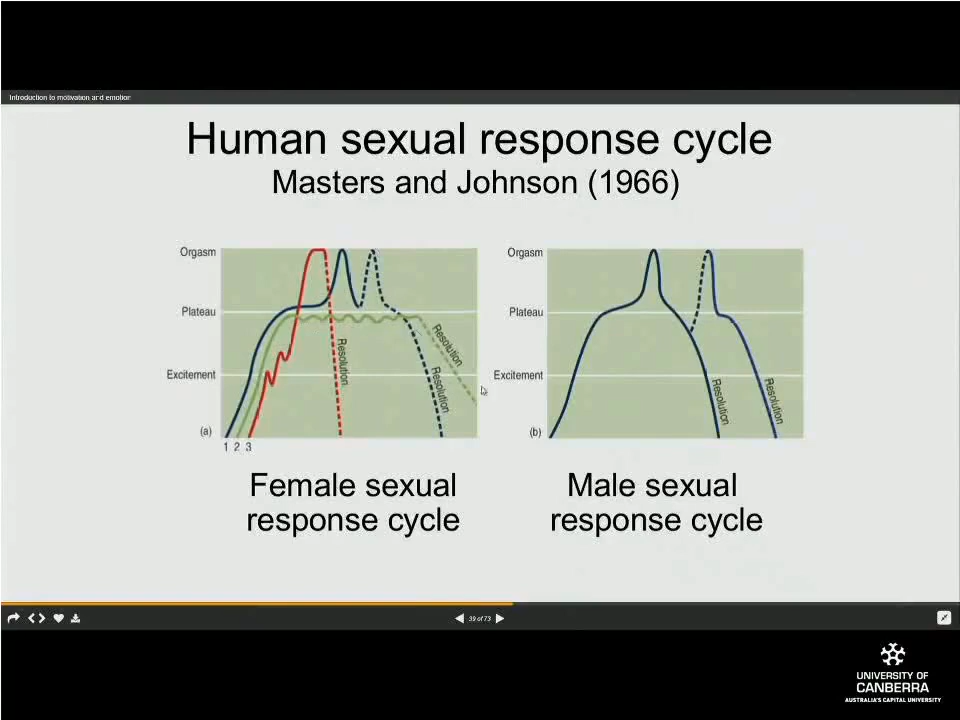 Introduction to motivation and emotion
Human sexual response cycle
Masters and Johnson (1966)
Orgasm
Plateau
Excitement
(a)
1 2 3
Resolution
Resolution
Resolution
Orgasm
Plateau
Excitement
(b)
Resolution
Resolution
Female sexual
response cycle
Male sexual
response cycle
39 of 73
UNIVERSITY OF
CANBERRA
AUSTRALIA'S CAPITAL UNIVERSITY